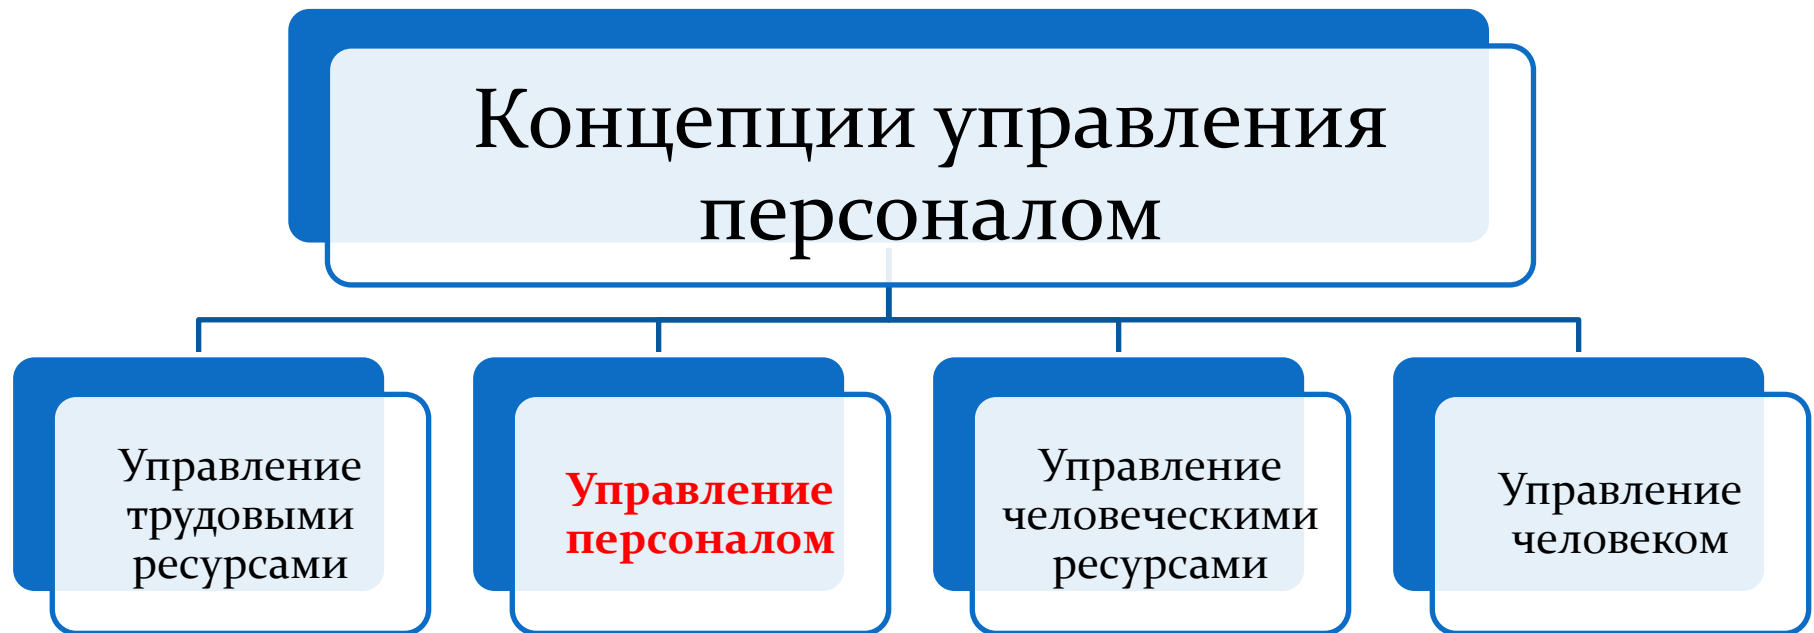 Концепции управления
персоналом
Управление
трудовыми
ресурсами
Управление
персоналом
Управление
человеческими
ресурсами
Управление
человеком